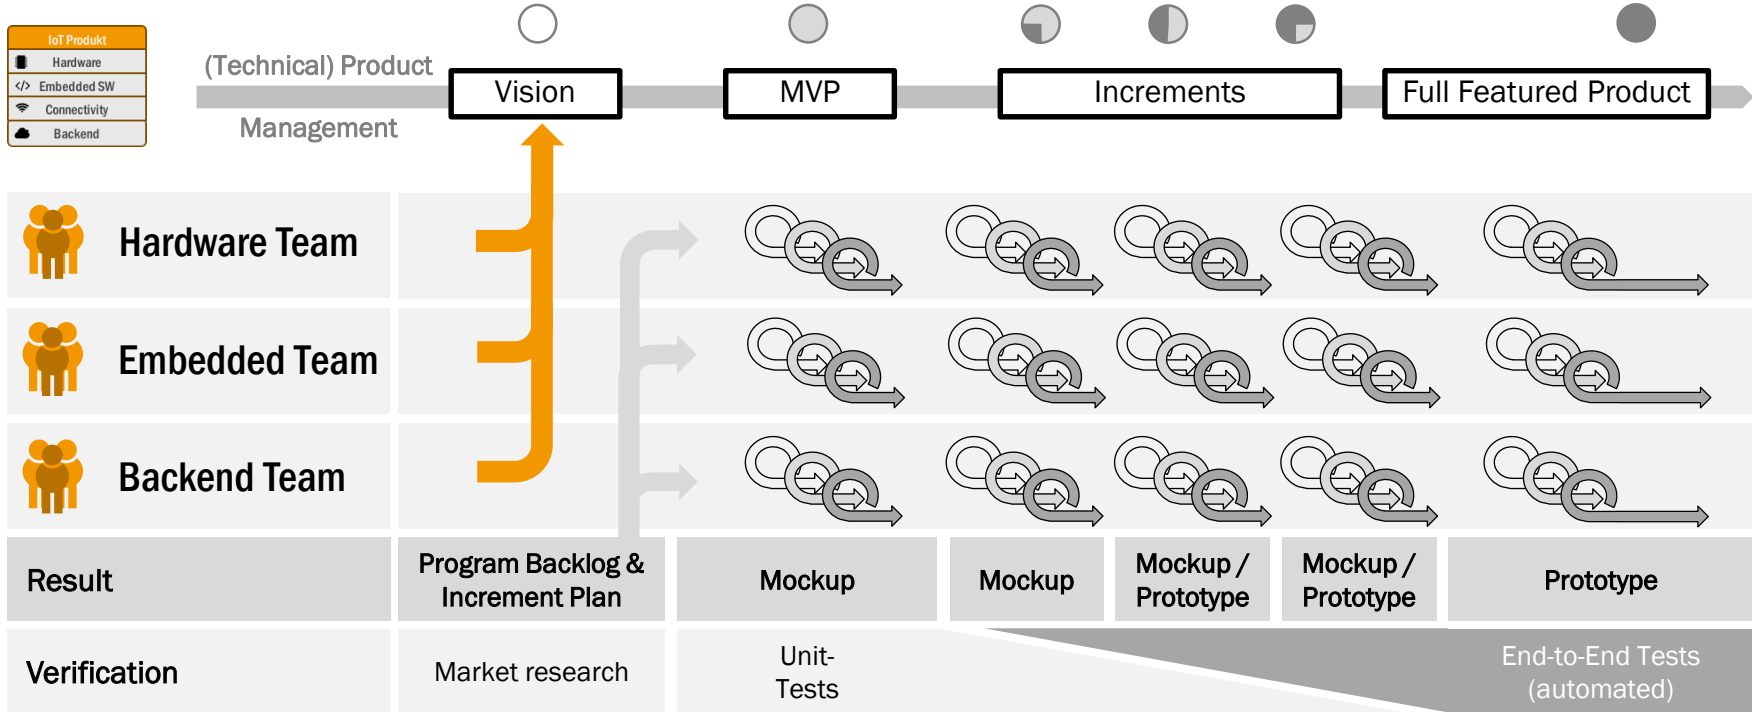 IoT Produkt
Hardware
Embedded SW
Connectivity
Backend
(Technical) Product
Management
Vision
MVP
Increments
Full Featured Product
Hardware Team
Embedded Team
Backend Team
Result
Program Backlog &
Increment Plan
Mockup
Mockup
Mockup /
Prototype
Mockup /
Prototype
Prototype
Verification
Market research
Unit-
Tests
End-to-End Tests
(automated)